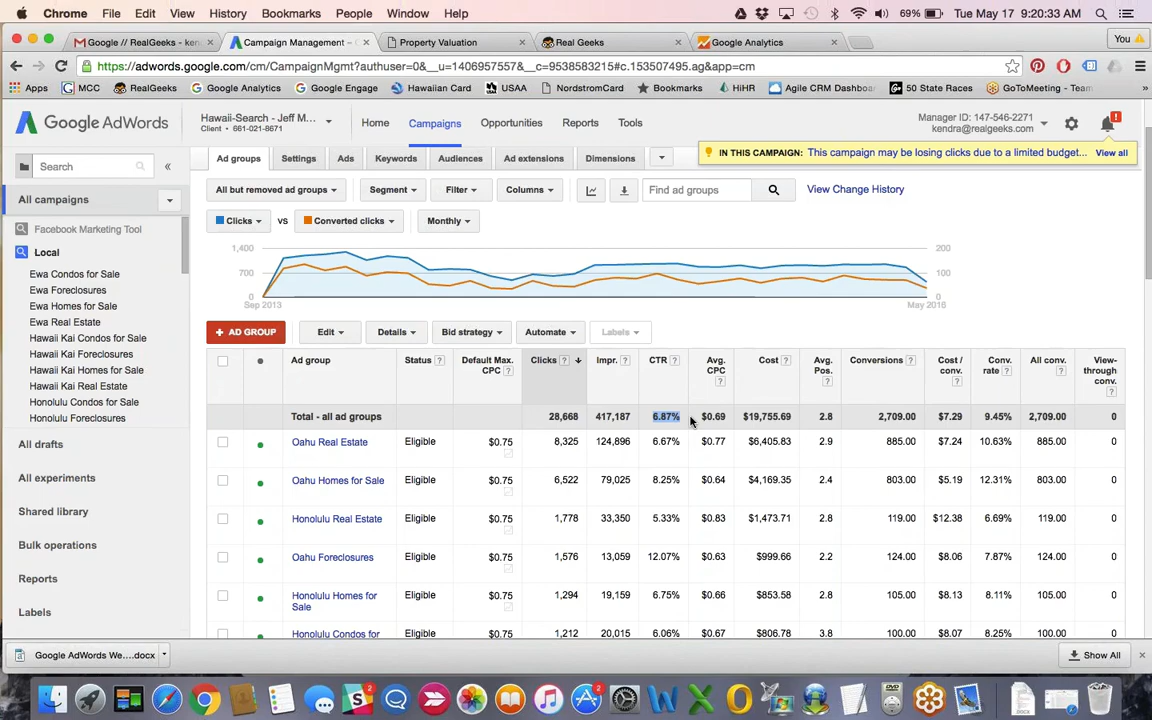 Chrome File Edit View History Bookmarks People Window Help 69% Tue May 17 9:20:33 AM
Google // RealGeeks - ken × Campaign Management – × Property Valuation × Real Geeks × Google Analytics × You
https://adwords.google.com/cm/CampaignMgmt?authuser=0&__u=1406957557&__c=9538583215#c.153507495.ag&app=cm
Apps MCC RealGeeks Google Analytics Google Engage Hawaiian Card USAA NordstromCard Bookmarks HiHR Agile CRM Dashboa 50 State Races GoToMeeting - Team »
Google AdWords
Hawaii-Search - Jeff M...
Client • 661-021-8671
Home Campaigns Opportunities Reports Tools
Manager ID: 147-546-2271
kendra@realgeeks.com
!
Search «
Ad groups Settings Ads Keywords Audiences Ad extensions Dimensions
IN THIS CAMPAIGN: This campaign may be losing clicks due to a limited budget... View all
All but removed ad groups Segment Filter Columns Find ad groups View Change History
Clicks VS Converted clicks Monthly
1,400 200
700 100
0 0
Sep 2013 May 2016
+ AD GROUP Edit Details Bid strategy Automate Labels
All campaigns
Facebook Marketing Tool
Local
Ewa Condos for Sale
Ewa Foreclosures
Ewa Homes for Sale
Ewa Real Estate
Hawaii Kai Condos for Sale
Hawaii Kai Foreclosures
Hawaii Kai Homes for Sale
Hawaii Kai Real Estate
Honolulu Condos for Sale
Honolulu Foreclosures
All drafts
All experiments
Shared library
Bulk operations
Reports
Labels
Ad group Status ? Default Max. CPC ? Clicks ? Impr. ? CTR ? Avg. CPC ? Cost ? Avg. Pos. ? Conversions ? Cost / conv. ? Conv. rate ? All conv. ? View-through conv. ?
Total - all ad groups 28,668 417,187 6.87% $0.69 $19,755.69 2.8 2,709.00 $7.29 9.45% 2,709.00 0
Oahu Real Estate Eligible $0.75 8,325 124,896 6.67% $0.77 $6,405.83 2.9 885.00 $7.24 10.63% 885.00 0
Oahu Homes for Sale Eligible $0.75 6,522 79,025 8.25% $0.64 $4,169.35 2.4 803.00 $5.19 12.31% 803.00 0
Honolulu Real Estate Eligible $0.75 1,778 33,350 5.33% $0.83 $1,473.71 2.8 119.00 $12.38 6.69% 119.00 0
Oahu Foreclosures Eligible $0.75 1,576 13,059 12.07% $0.63 $999.66 2.2 124.00 $8.06 7.87% 124.00 0
Honolulu Homes for Sale Eligible $0.75 1,294 19,159 6.75% $0.66 $853.58 2.8 105.00 $8.13 8.11% 105.00 0
Honolulu Condos for Eligible $0.75 1,212 20,015 6.06% $0.67 $806.78 3.8 100.00 $8.07 8.25% 100.00 0
Google AdWords We....docx Show All ×
2 2